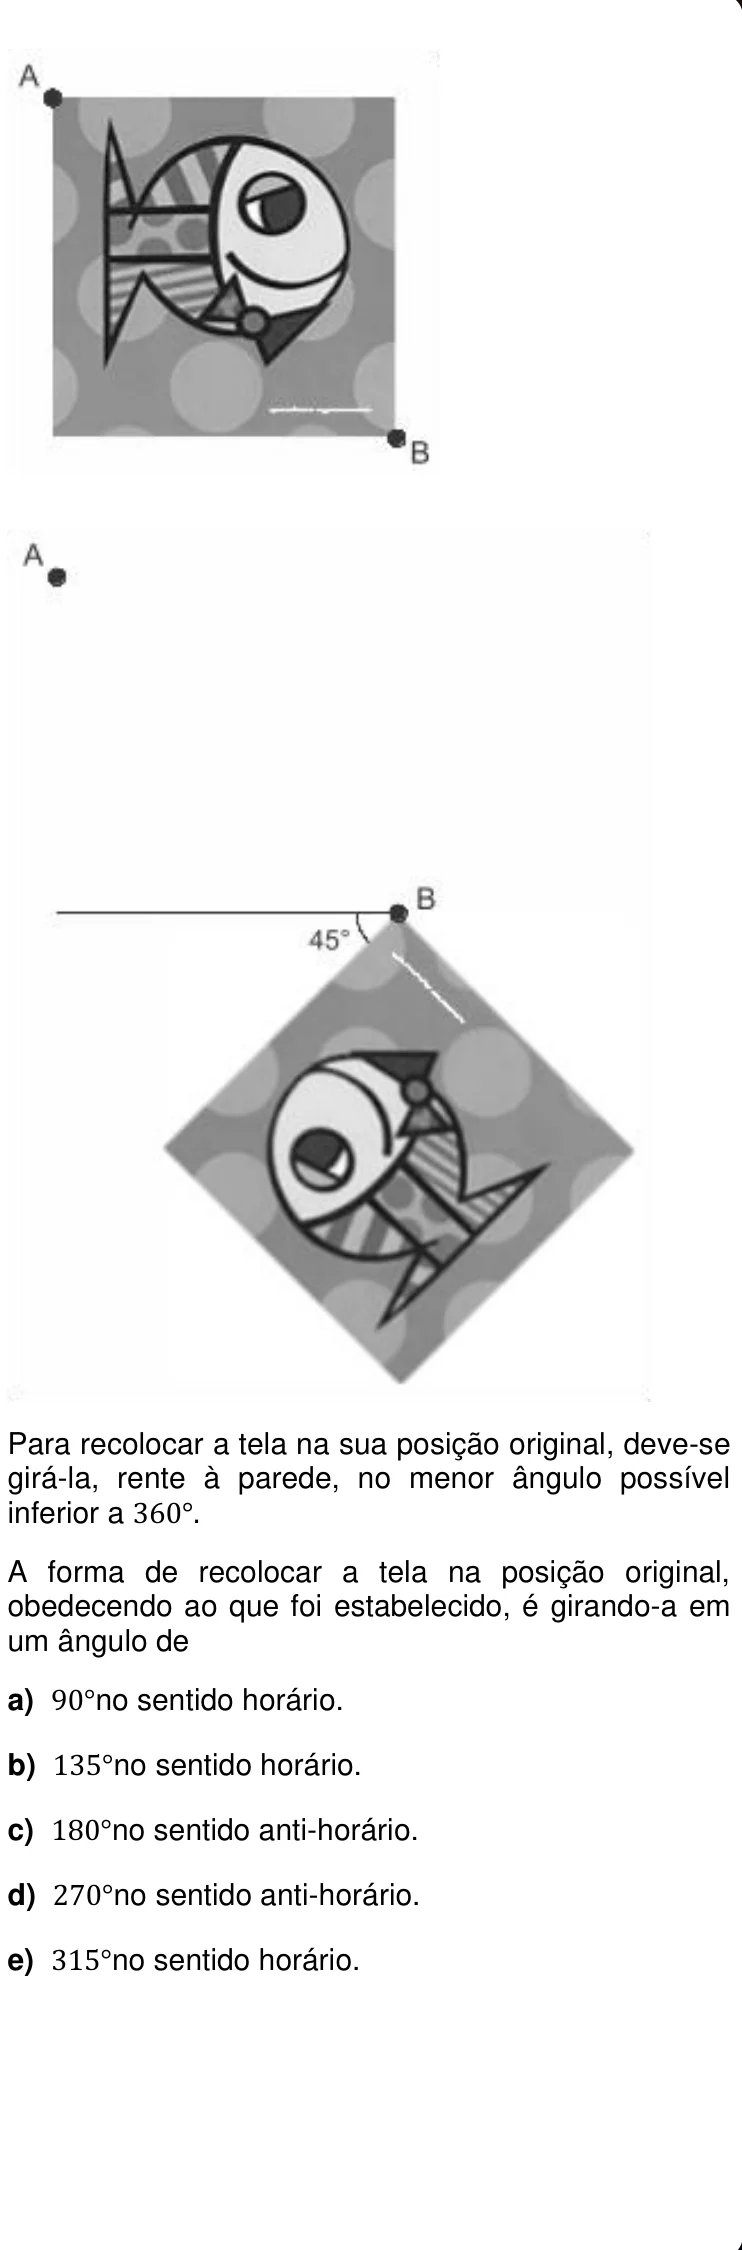 A
B
A
B
45°
Para recolocar a tela na sua posição original, deve-se
girá-la, rente à parede, no menor ângulo possível
inferior a 360°.
A forma de recolocar a tela na posição original,
obedecendo ao que foi estabelecido, é girando-a em
um ângulo de
a) 90°no sentido horário.
b) 135°no sentido horário.
c) 180°no sentido anti-horário.
d) 270°no sentido anti-horário.
e) 315°no sentido horário.